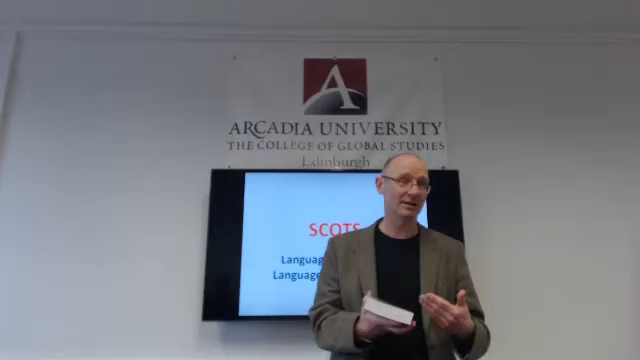 A
ARCADIA UNIVERSITY
THE COLLEGE OF GLOBAL STUDIES
Edinburgh
SCOTS
Languag
Language